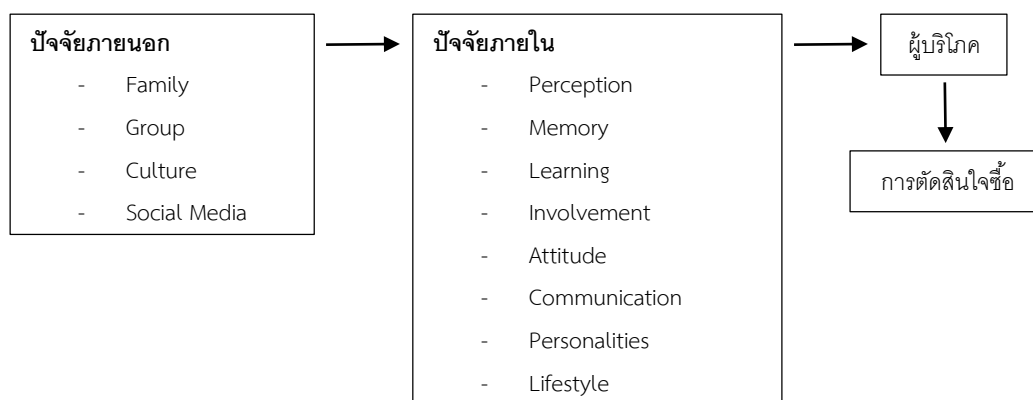 ปัจจัยภายนอก
- Family
- Group
- Culture
- Social Media
ปัจจัยภายใน
- Perception
- Memory
- Learning
- Involvement
- Attitude
- Communication
- Personalities
- Lifestyle
ผู้บริโภค
การตัดสินใจซื้อ